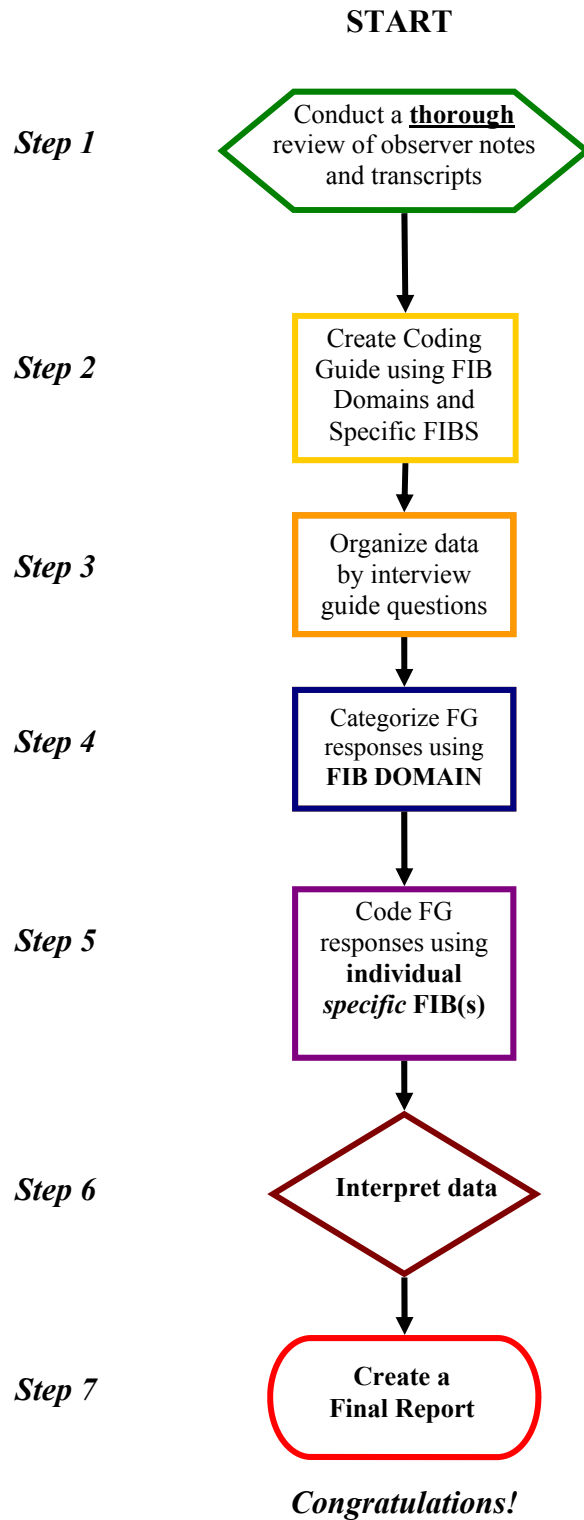 START
Step 1
Conduct a thorough
review of observer notes
and transcripts
Step 2
Create Coding
Guide using FIB
Domains and
Specific FIBS
Step 3
Organize data
by interview
guide questions
Step 4
Categorize FG
responses using
FIB DOMAIN
Step 5
Code FG
responses using
individual
specific FIB(s)
Step 6
Interpret data
Step 7
Create a
Final Report
Congratulations!